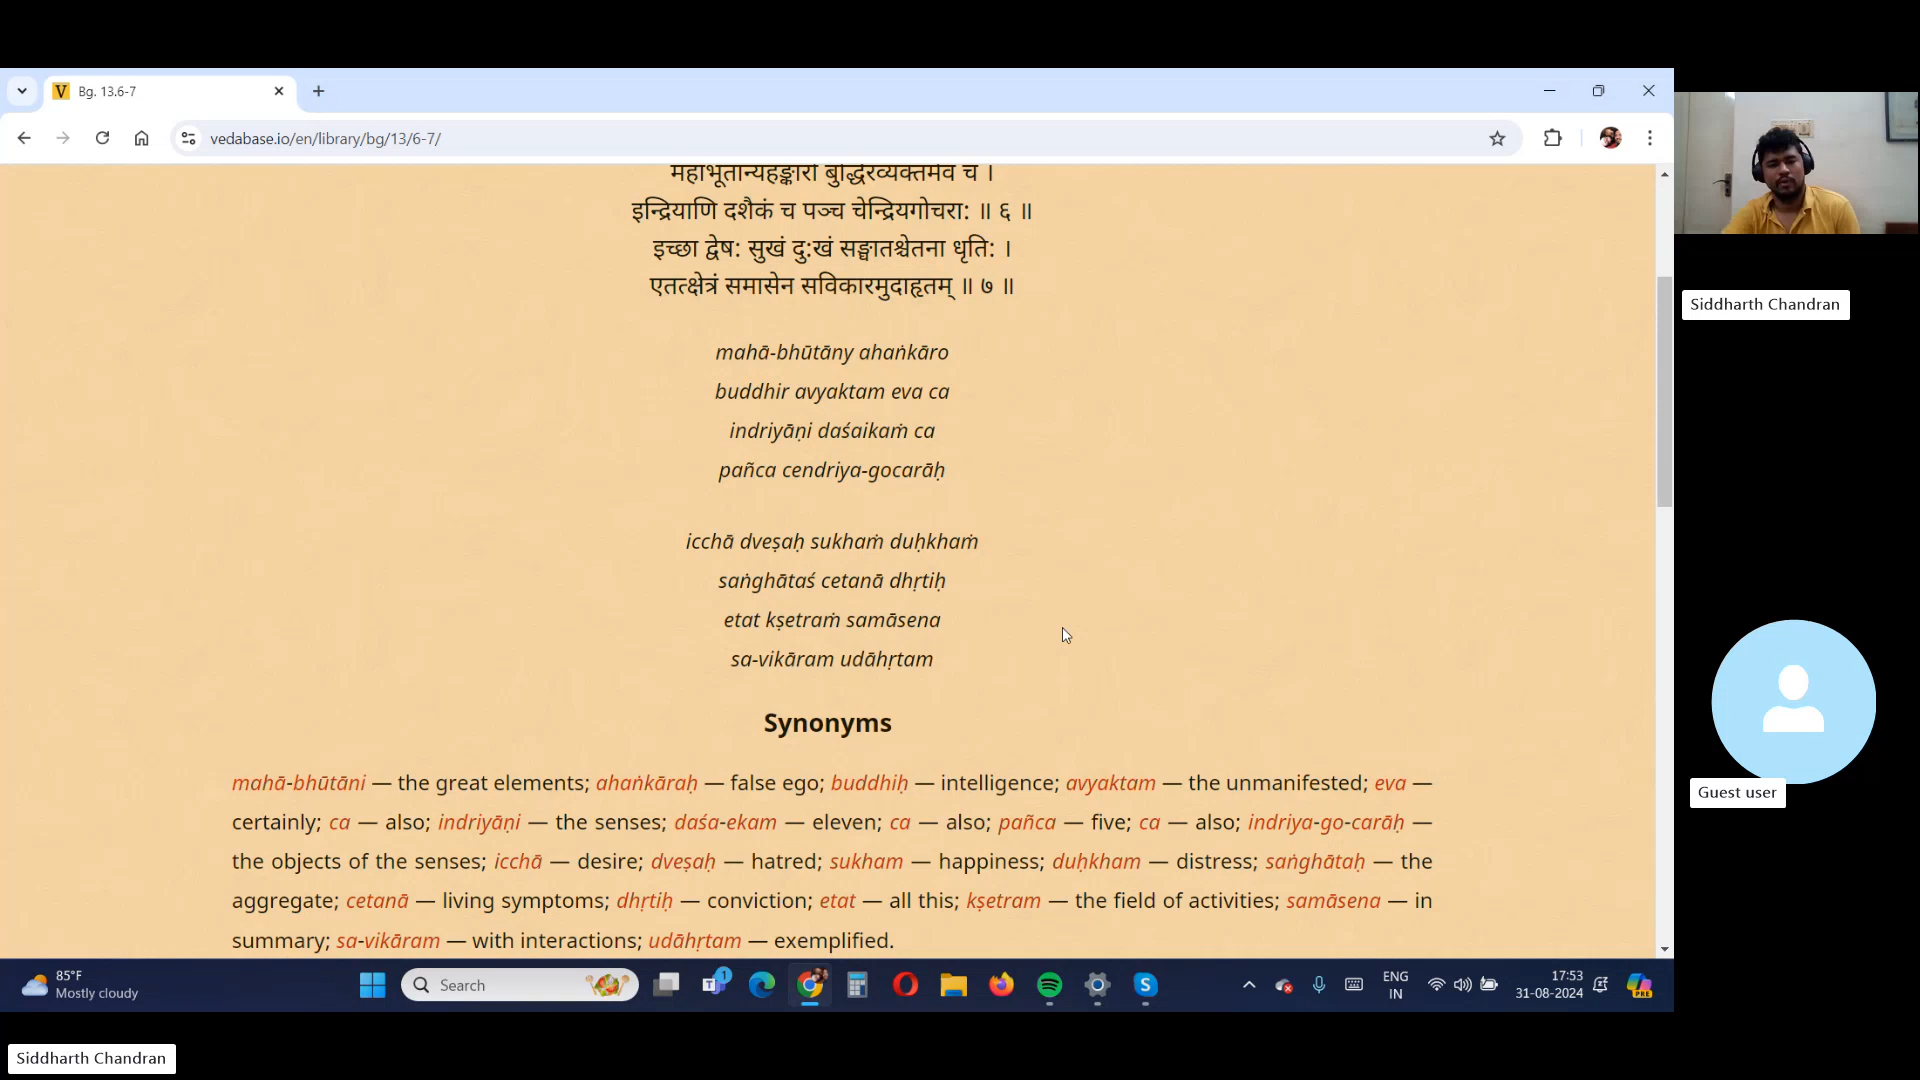 Bg. 13.6-7
vedabase.io/en/library/bg/13/6-7/
महाभूतान्यहङ्कारो बुद्धिरव्यक्तमेव च ।
इन्द्रियाणि दशैकं च पञ्च चेन्द्रियगोचरा: ॥ ६ ॥
इच्छा द्वेष: सुखं दु:खं सङ्घातश्चेतना धृति: ।
एतत्क्षेत्रं समासेन सविकारमुदाहृतम् ॥ ७ ॥
mahā-bhūtāny ahaṅkāro
buddhir avyaktam eva ca
indriyāṇi daśaikaṁ ca
pañca cendriya-gocarāḥ
icchā dveṣaḥ sukhaṁ duḥkhaṁ
saṅghātaś cetanā dhṛtiḥ
etat kṣetraṁ samāsena
sa-vikāram udāhṛtam
Synonyms
mahā-bhūtāni — the great elements; ahaṅkāraḥ — false ego; buddhiḥ — intelligence; avyaktam — the unmanifested; eva —
certainly; ca — also; indriyāṇi — the senses; daśa-ekam — eleven; ca — also; pañca — five; ca — also; indriya-go-carāḥ —
the objects of the senses; icchā — desire; dveṣaḥ — hatred; sukham — happiness; duḥkham — distress; saṅghātaḥ — the
aggregate; cetanā — living symptoms; dhṛtiḥ — conviction; etat — all this; kṣetram — the field of activities; samāsena — in
summary; sa-vikāram — with interactions; udāhṛtam — exemplified.
Siddharth Chandran
Guest user
85°F
Mostly cloudy
Search
1
ENG
IN
17:53
31-08-2024
PRE
Siddharth Chandran